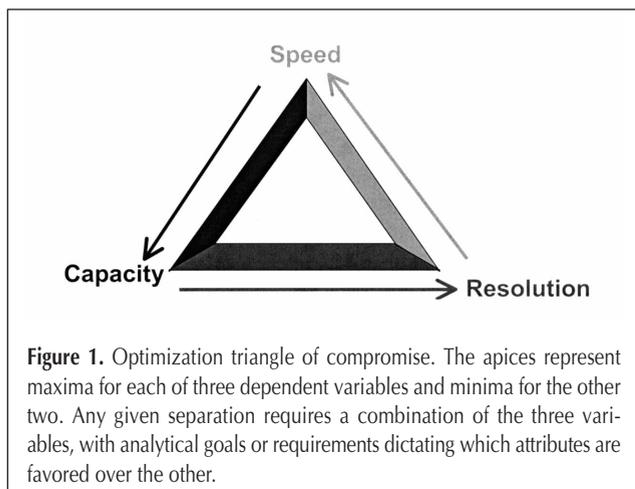 Speed
Capacity
Resolution
Figure 1. Optimization triangle of compromise. The apices represent
maxima for each of three dependent variables and minima for the other
two. Any given separation requires a combination of the three vari-
ables, with analytical goals or requirements dictating which attributes are
favored over the other.